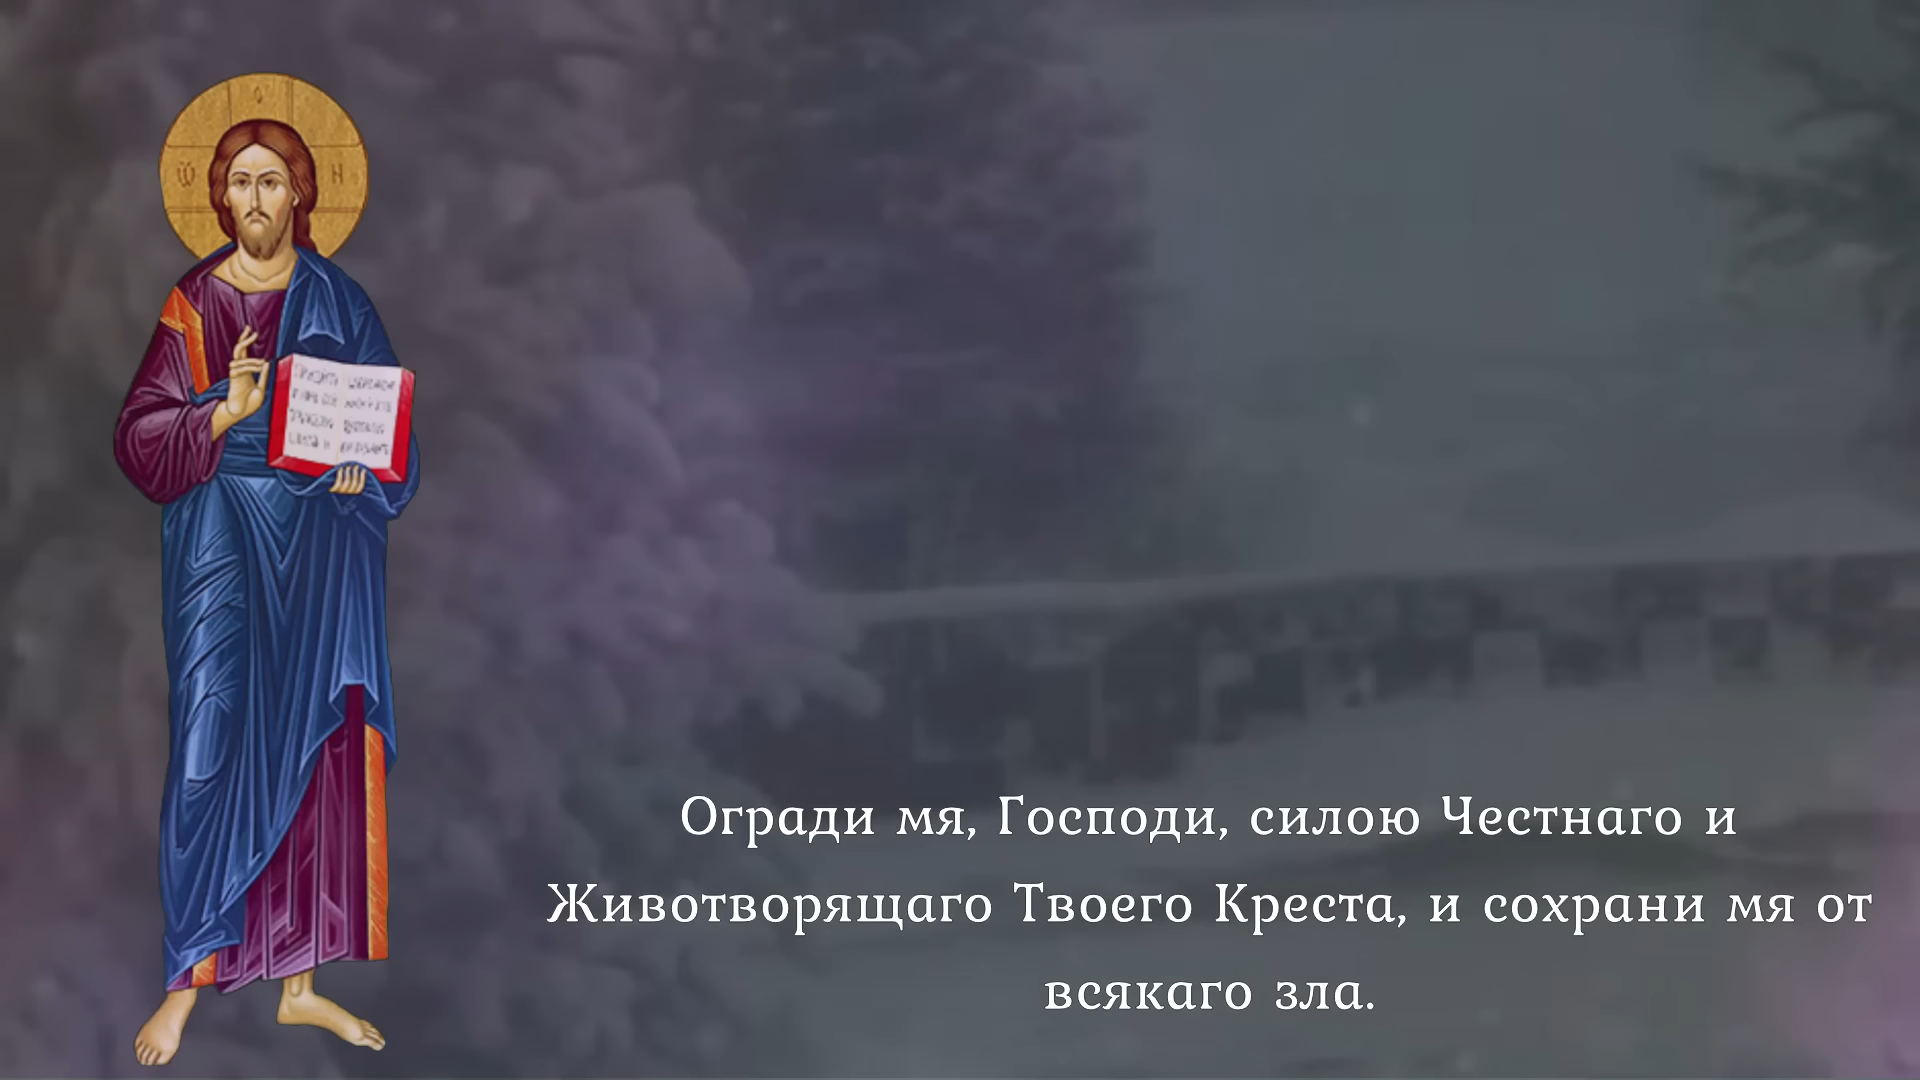 Огради мя, Господи, силою Честнаго и
Животворящаго Твоего Креста, и сохрани мя от
всякаго зла.